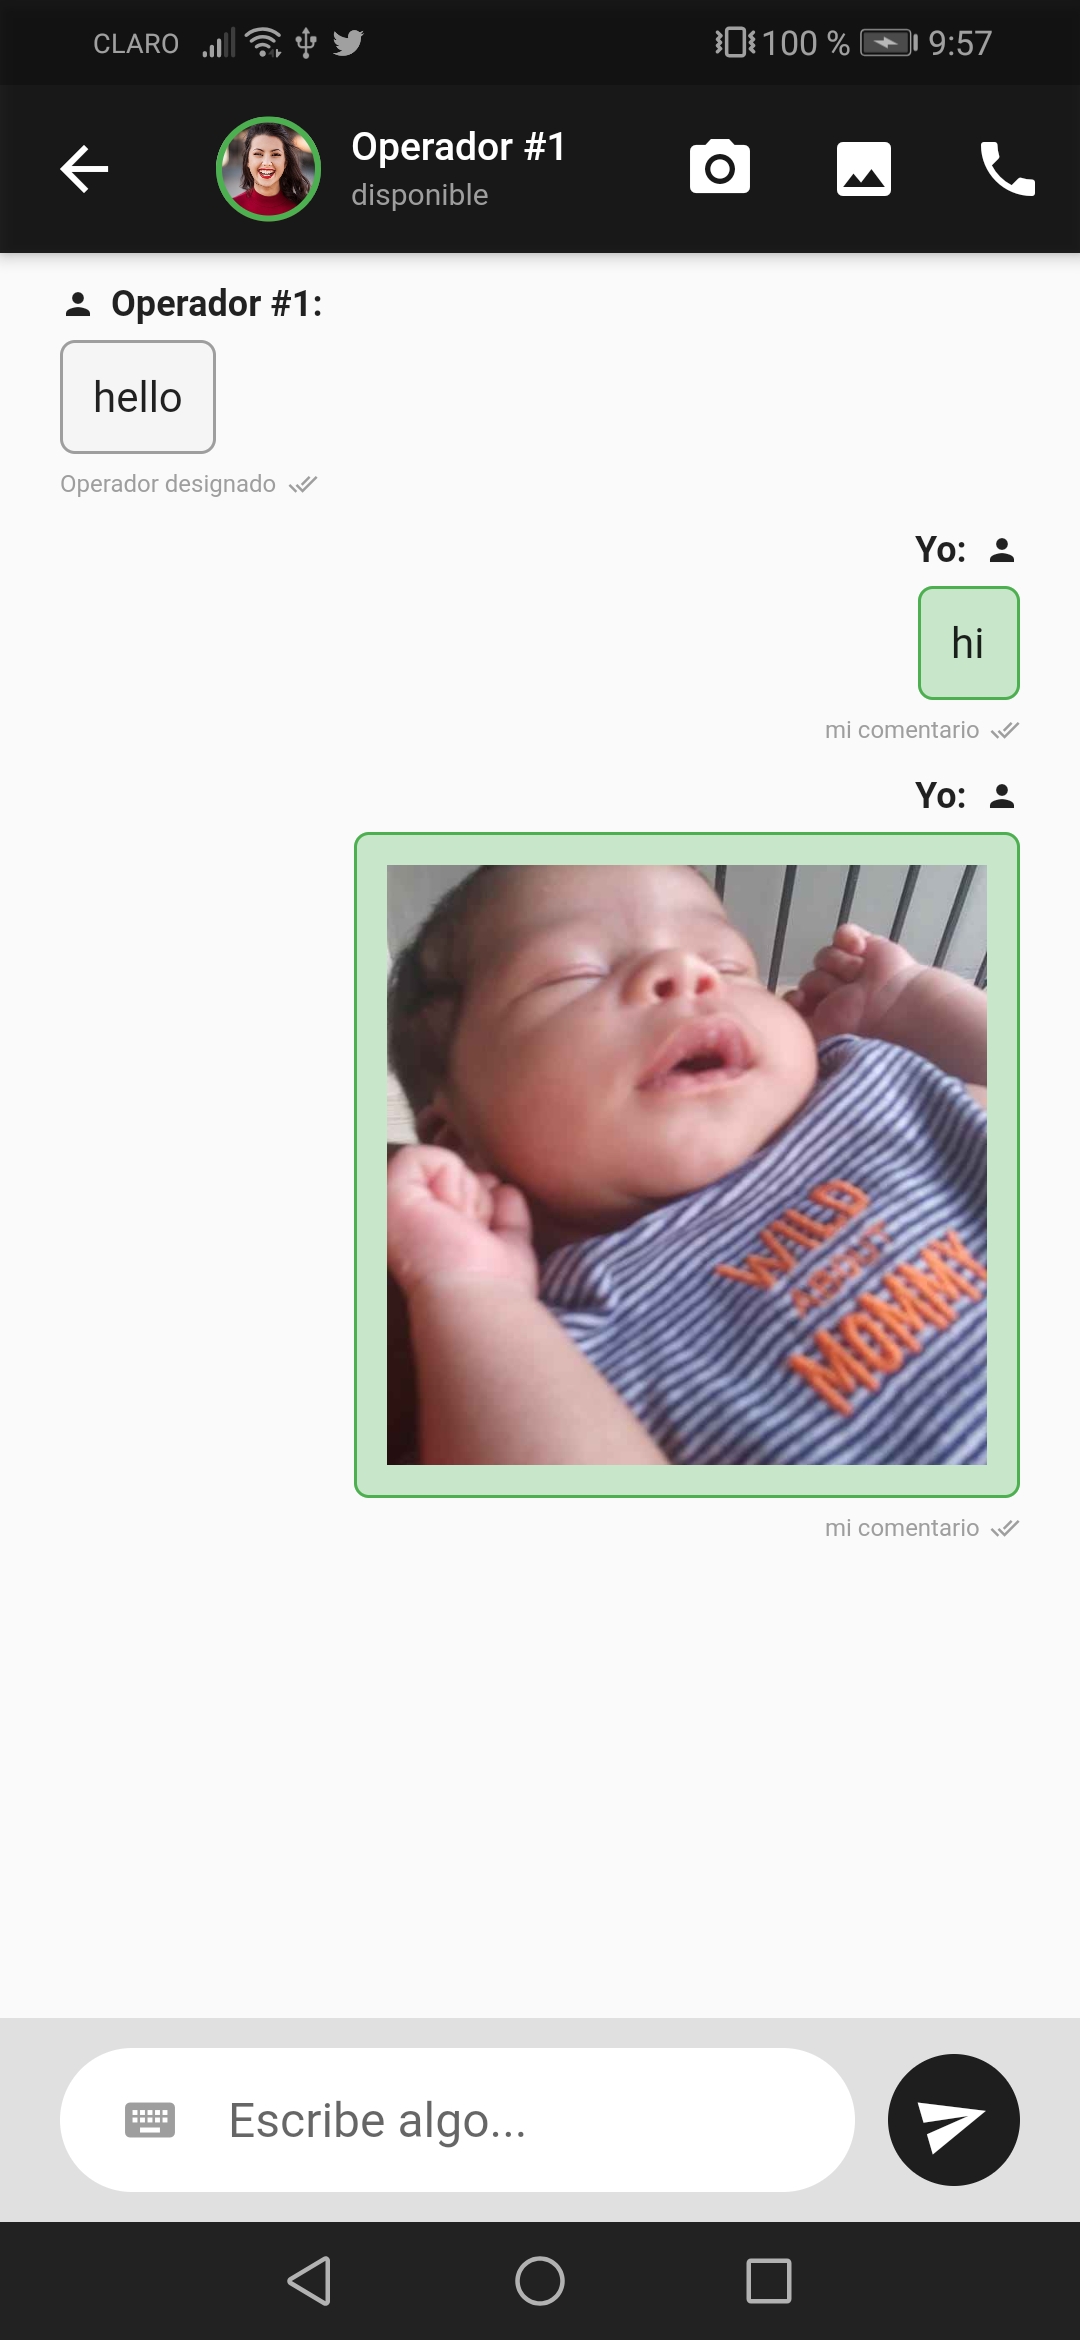 CLARO 100 % 9:57
Operador #1
disponible
Operador #1:
hello
Operador designado
Yo:
hi
mi comentario
Yo:
WILD
ABOUT
MOMMY
mi comentario
Escribe algo...